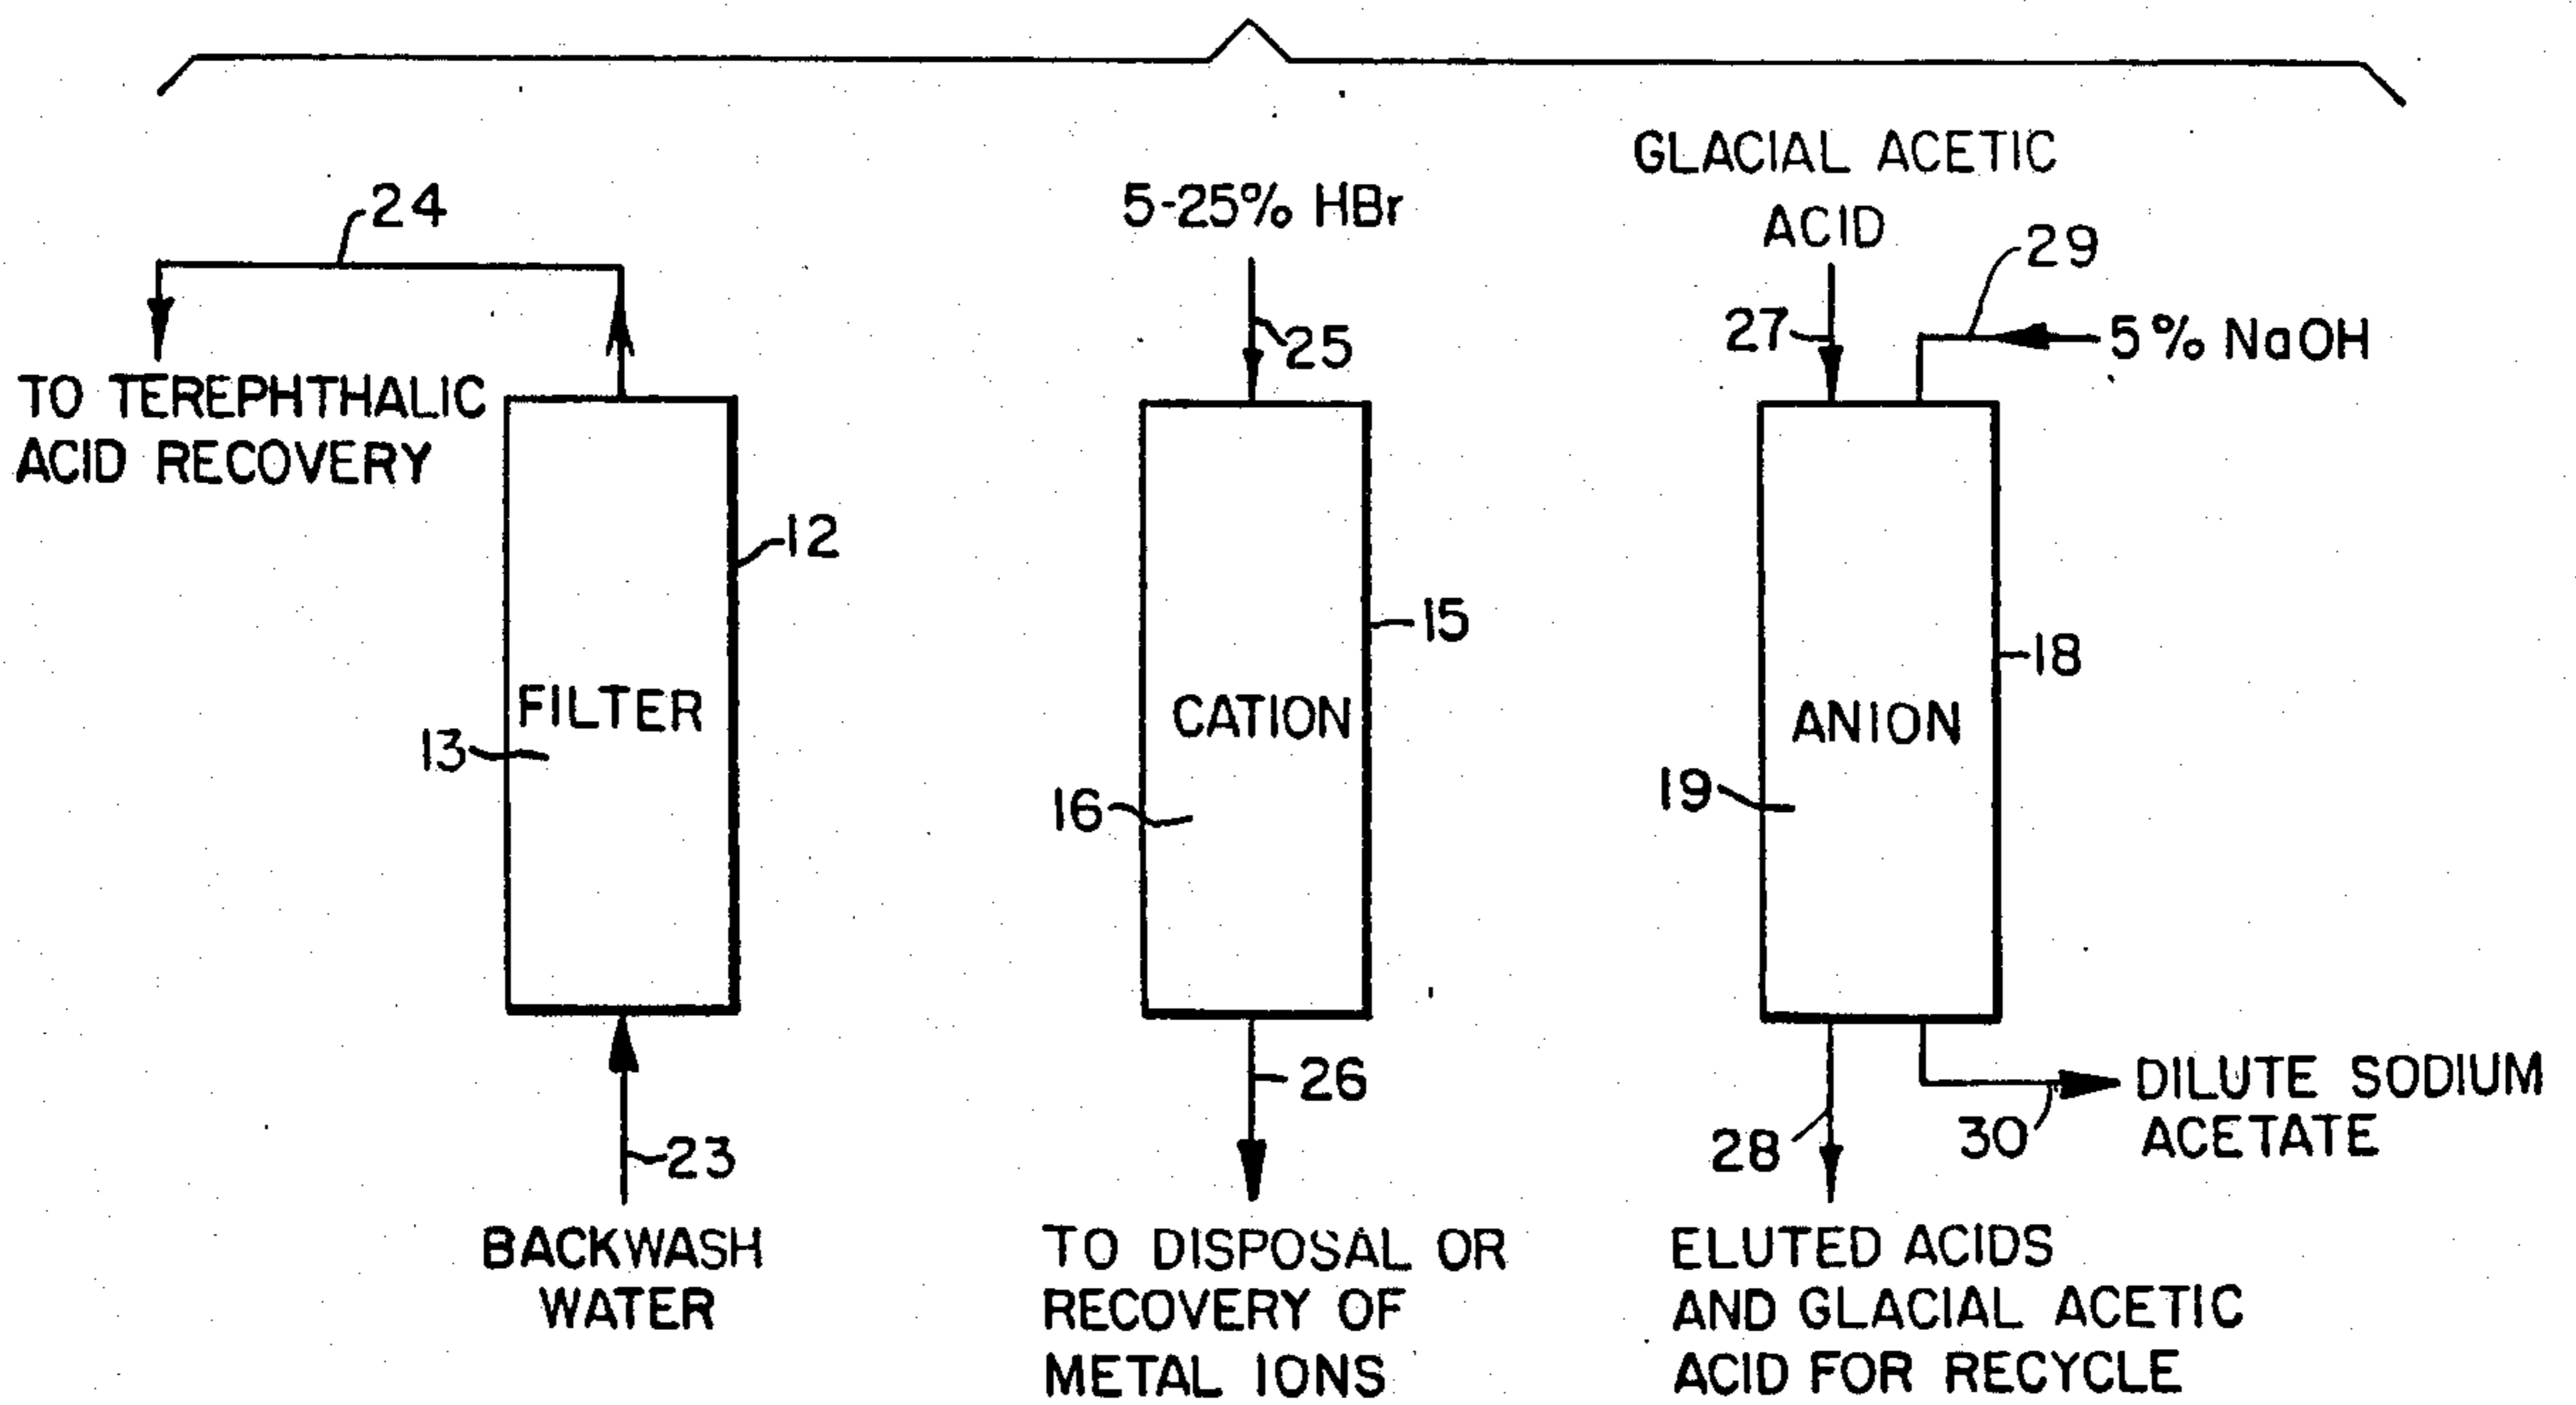 24
TO TEREPHTHALIC
ACID RECOVERY
12
FILTER
13
23
BACKWASH
WATER
5-25% HBr
25
15
CATION
16
26
TO DISPOSAL OR
RECOVERY OF
METAL IONS
GLACIAL ACETIC
ACID
29
27
5% NaOH
18
ANION
19
28
30
DILUTE SODIUM
ACETATE
ELUTED ACIDS
AND GLACIAL ACETIC
ACID FOR RECYCLE